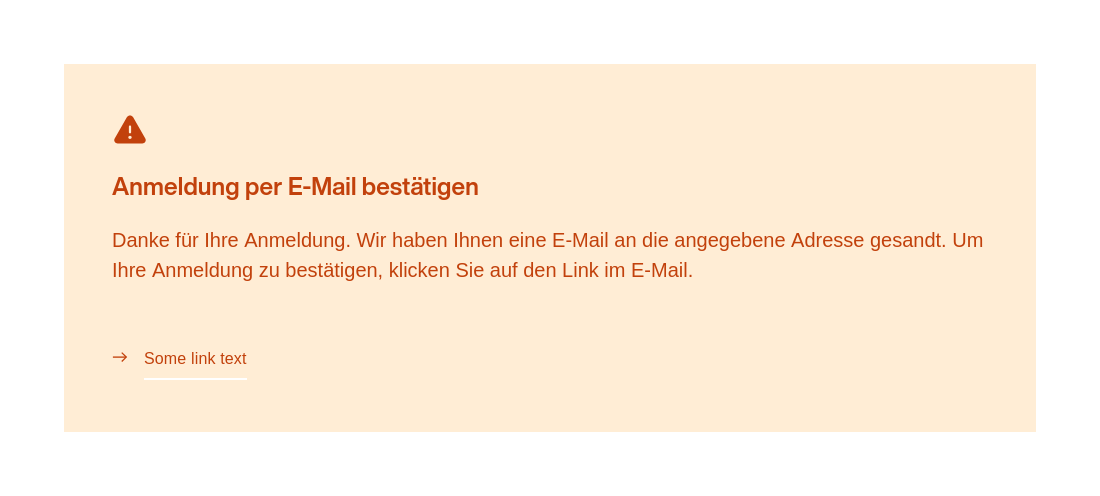 Anmeldung per E-Mail bestätigen
Danke für Ihre Anmeldung. Wir haben Ihnen eine E-Mail an die angegebene Adresse gesandt. Um
Ihre Anmeldung zu bestätigen, klicken Sie auf den Link im E-Mail.
Some link text